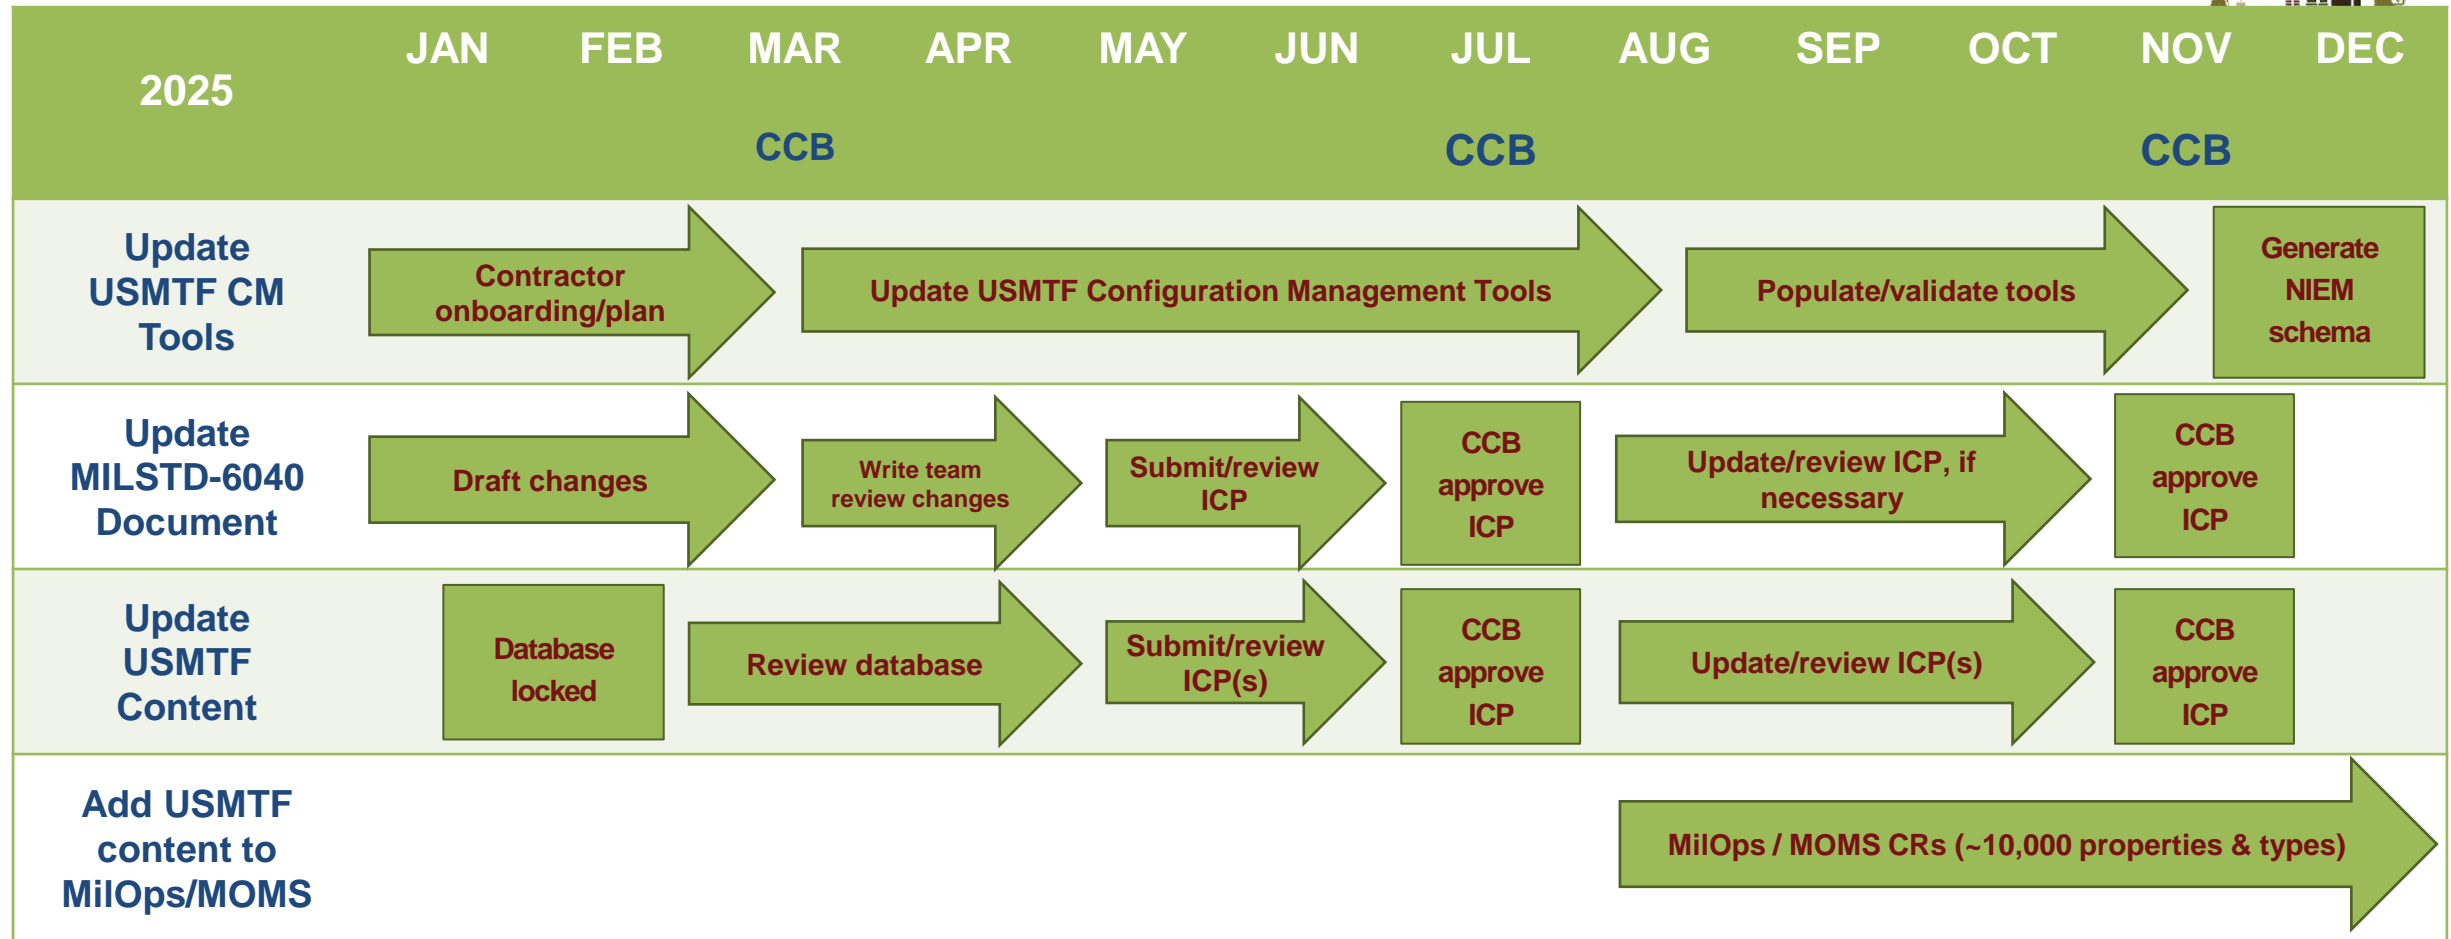 2025
JAN FEB MAR APR MAY JUN JUL AUG SEP OCT NOV DEC
CCB CCB CCB
Update
USMTF CM
Tools
Contractor
onboarding/plan
Update USMTF Configuration Management Tools
Populate/validate tools
Generate
NIEM
schema
Update
MILSTD-6040
Document
Draft changes
Write team
review changes
Submit/review
ICP
CCB
approve
ICP
Update/review ICP, if
necessary
CCB
approve
ICP
Update
USMTF
Content
Database
locked
Review database
Submit/review
ICP(s)
CCB
approve
ICP
Update/review ICP(s)
CCB
approve
ICP
Add USMTF
content to
MilOps/MOMS
MilOps / MOMS CRs (~10,000 properties & types)